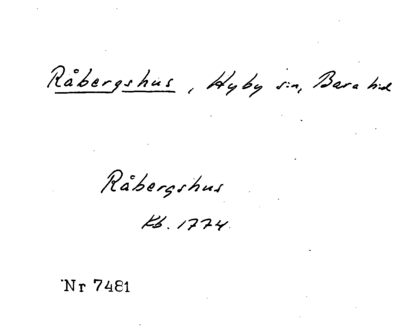 Råbergshus, Hyby sn, Bara hd
Råbergshus
Kb. 1774.
Nr 7481